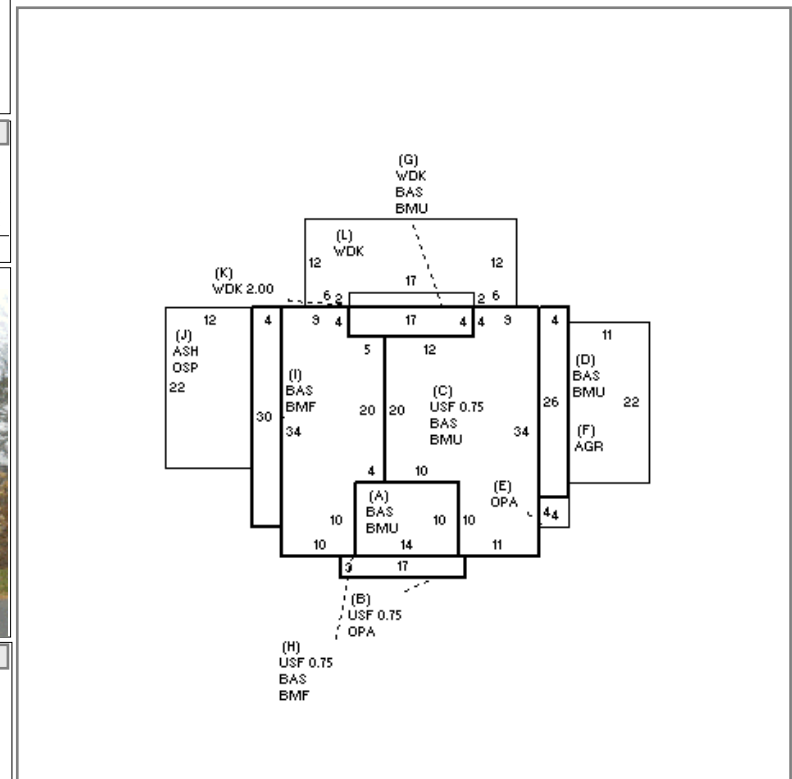 (G)
WDK
BAS
BMU
(L)
WDK
12
12
17
(K)
WDK 2.00
6 2
2 6
12
4
9 4
17
4 4
9
4
11
(J)
ASH
OSP
22
5
12
(D)
BAS
BMU
(I)
BAS
BMF
(C)
USF 0.75
BAS
BMU
30
34
20
20
34
26
22
(F)
AGR
4
10
(A)
BAS
BMU
(E)
OPA
10
10
10
4
4
10
14
11
3
17
(B)
USF 0.75
OPA
(H)
USF 0.75
BAS
BMF